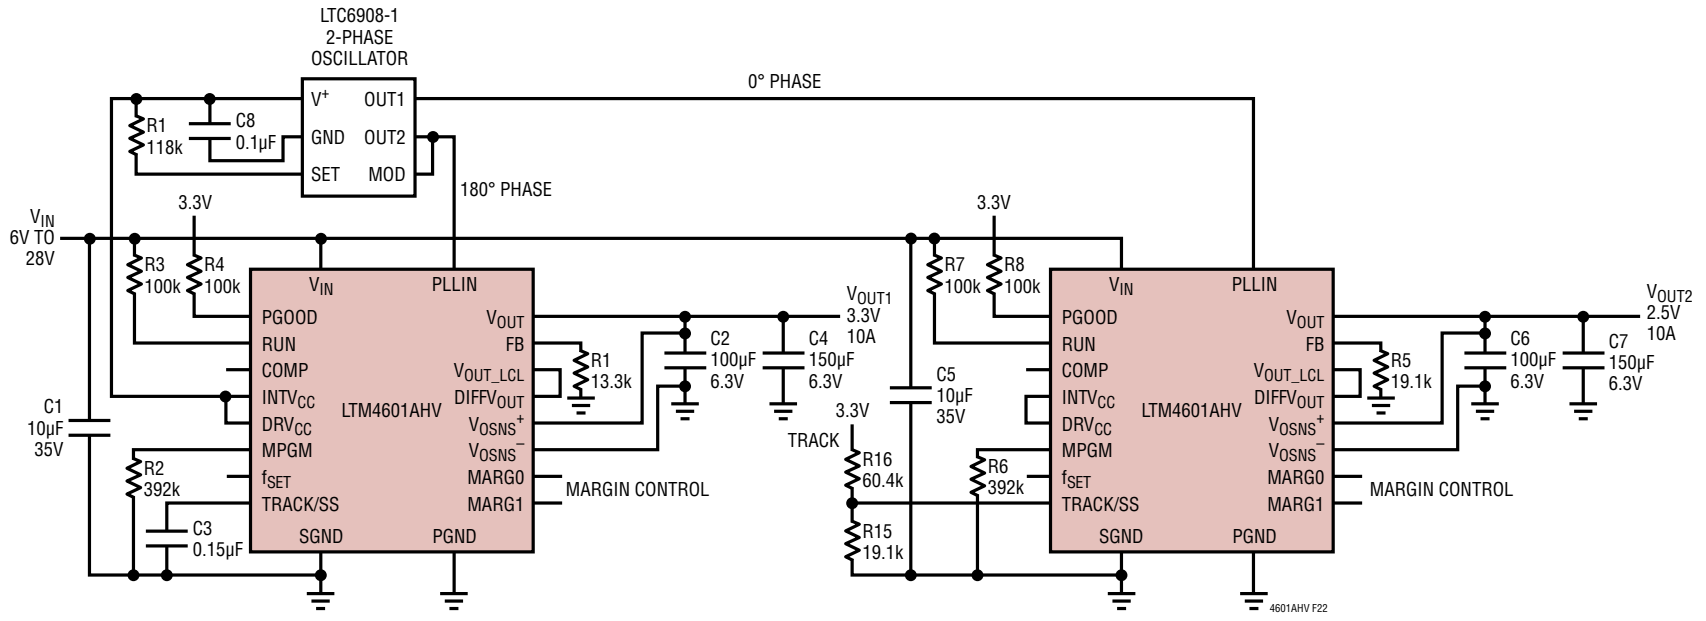 LTC6908-1
2-PHASE
OSCILLATOR
V+
OUT1
GND
OUT2
SET
MOD
R1
118k
C8
0.1µF
0° PHASE
180° PHASE
VIN
6V TO
28V
3.3V
R3
100k
R4
100k
C1
10µF
35V
R2
392k
C3
0.15µF
VIN
PLLIN
PGOOD
RUN
COMP
INTVCC
DRVCC
MPGM
fSET
TRACK/SS
SGND
PGND
LTM4601AHV
VOUT
FB
VOUT_LCL
DIFFVOUT
VOSNS+
VOSNS–
MARG0
MARG1
MARGIN CONTROL
R1
13.3k
C2
100µF
6.3V
C4
150µF
6.3V
VOUT1
3.3V
10A
3.3V
R7
100k
R8
100k
C5
10µF
35V
3.3V
TRACK
R16
60.4k
R15
19.1k
R6
392k
VIN
PLLIN
PGOOD
RUN
COMP
INTVCC
DRVCC
MPGM
fSET
TRACK/SS
SGND
PGND
LTM4601AHV
VOUT
FB
VOUT_LCL
DIFFVOUT
VOSNS+
VOSNS–
MARG0
MARG1
MARGIN CONTROL
R5
19.1k
C6
100µF
6.3V
C7
150µF
6.3V
VOUT2
2.5V
10A
4601AHV F22